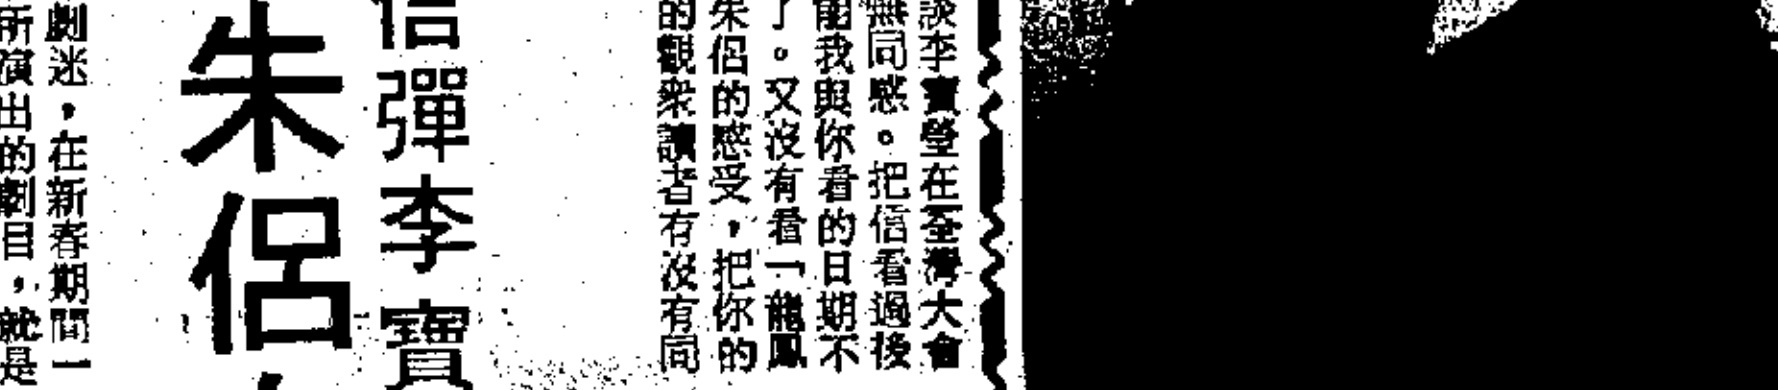 談李寶瑩在荃灣大會
無同感。把信看過後
能我與你看的日期不
了。又沒有看「龍鳳
朱侶的感受，把你的
的觀衆讀者有沒有同
信彈李寶
朱侶
劇迷，在新春期間一
所演出的劇目，就是